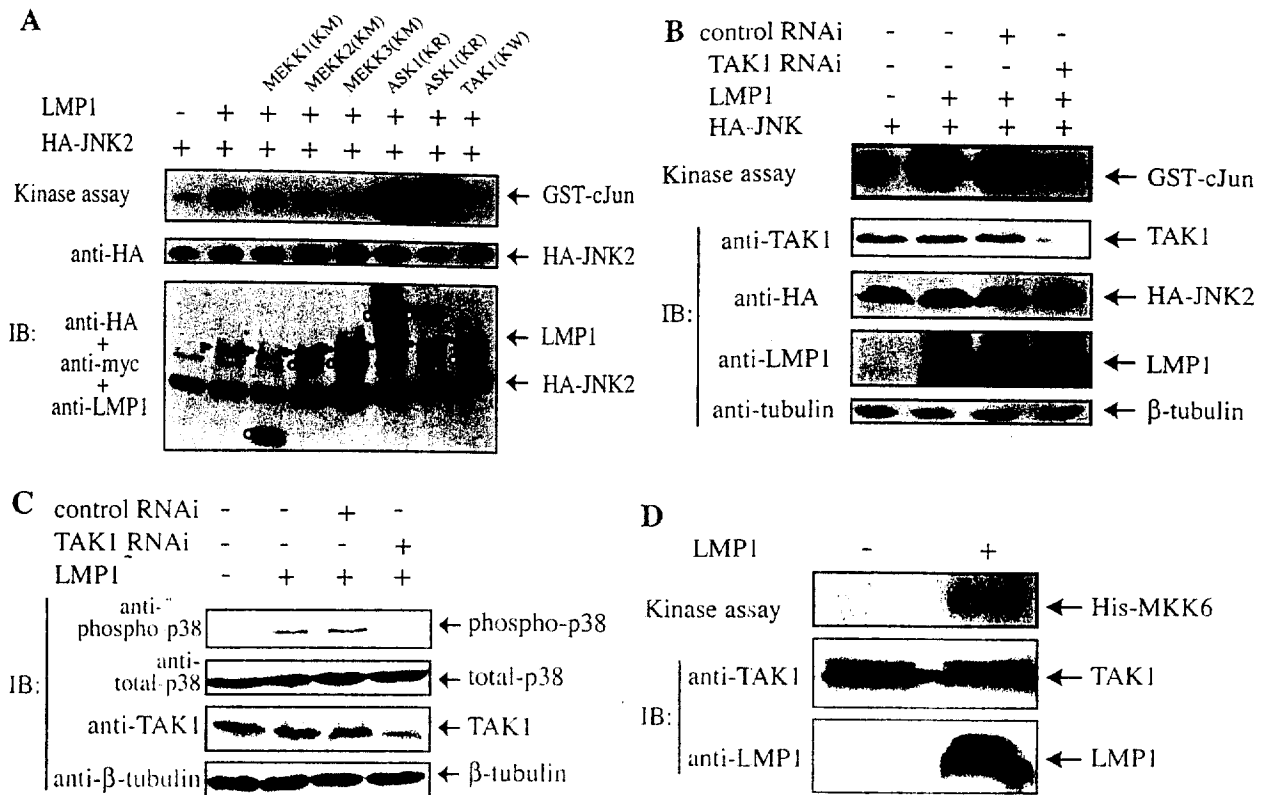 A
MEKK1(KM)
MEKK2(KM)
MEKK3(KM)
ASK1(KR)
ASK1(KR)
TAK1(KW)
LMP1 - + + + + + + +
HA-JNK2 + + + + + + + +
Kinase assay ← GST-cJun
anti-HA ← HA-JNK2
IB:
anti-HA
+
anti-myc
+
anti-LMP1
← LMP1
← HA-JNK2
B
control RNAi - - + -
TAK1 RNAi - - - +
LMP1 - + + +
HA-JNK + + + +
Kinase assay ← GST-cJun
IB:
anti-TAK1 ← TAK1
anti-HA ← HA-JNK2
anti-LMP1 ← LMP1
anti-tubulin ← β-tubulin
C
control RNAi - - + -
TAK1 RNAi - - - +
LMP1 - + + +
IB:
anti-
phospho-p38 ← phospho-p38
anti-
total-p38 ← total-p38
anti-TAK1 ← TAK1
anti-β-tubulin ← β-tubulin
D
LMP1 - +
Kinase assay ← His-MKK6
IB:
anti-TAK1 ← TAK1
anti-LMP1 ← LMP1